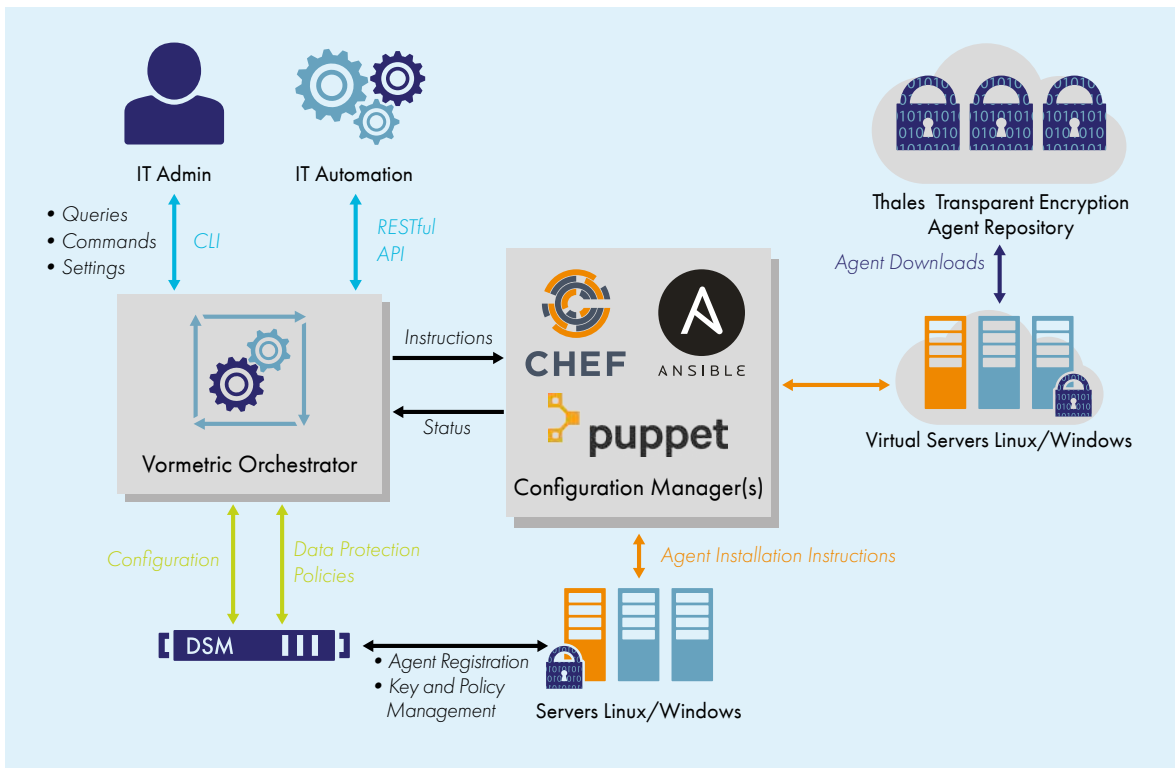 IT Admin
IT Automation
• Queries
• Commands
• Settings
CLI
RESTful
API
Thales Transparent Encryption
Agent Repository
Agent Downloads
Instructions
Status
Vormetric Orchestrator
CHEF
ANSIBLE
puppet
Configuration Manager(s)
Virtual Servers Linux/Windows
Configuration
Data Protection
Policies
Agent Installation Instructions
DSM
• Agent Registration
• Key and Policy
Management
Servers Linux/Windows